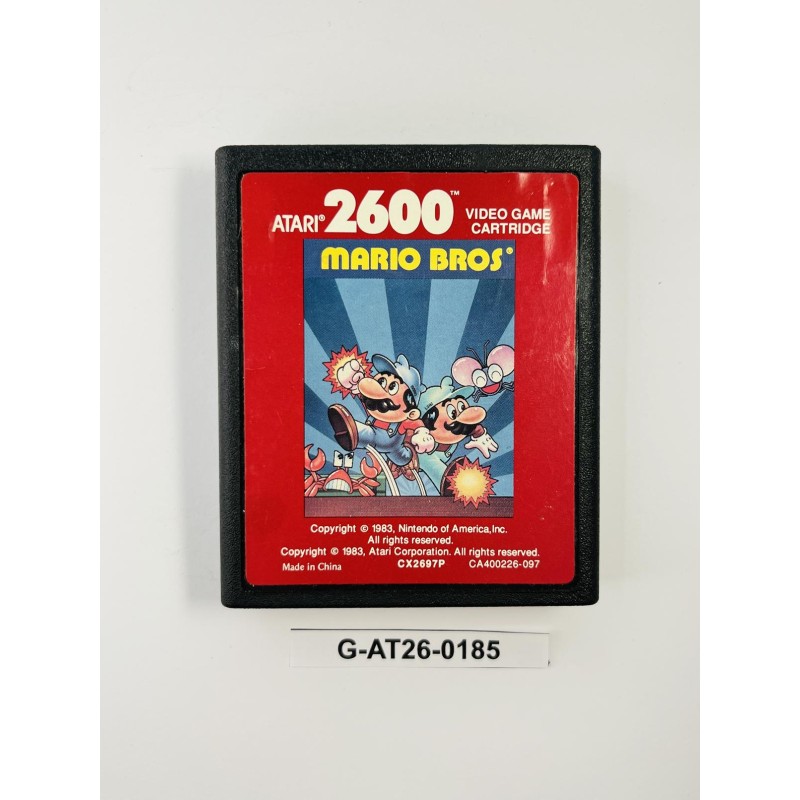 ATARI® 2600™ VIDEO GAME
CARTRIDGE
MARIO BROS®
Copyright © 1983, Nintendo of America,Inc.
All rights reserved.
Copyright © 1983, Atari Corporation. All rights reserved.
Made in China CX2697P CA400226-097
G-AT26-0185